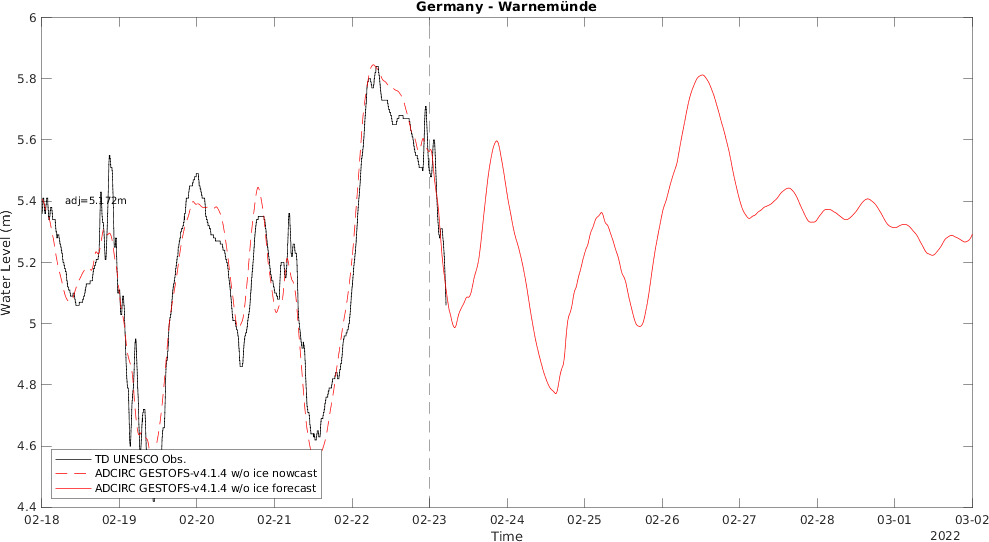 Germany - Warnemünde
Water Level (m)
6
5.8
5.6
5.4
5.2
5
4.8
4.6
4.4
adj=5.172m
TD UNESCO Obs.
ADCIRC GESTOFS-v4.1.4 w/o ice nowcast
ADCIRC GESTOFS-v4.1.4 w/o ice forecast
02-18 02-19 02-20 02-21 02-22 02-23 02-24 02-25 02-26 02-27 02-28 03-01 03-02
Time
2022